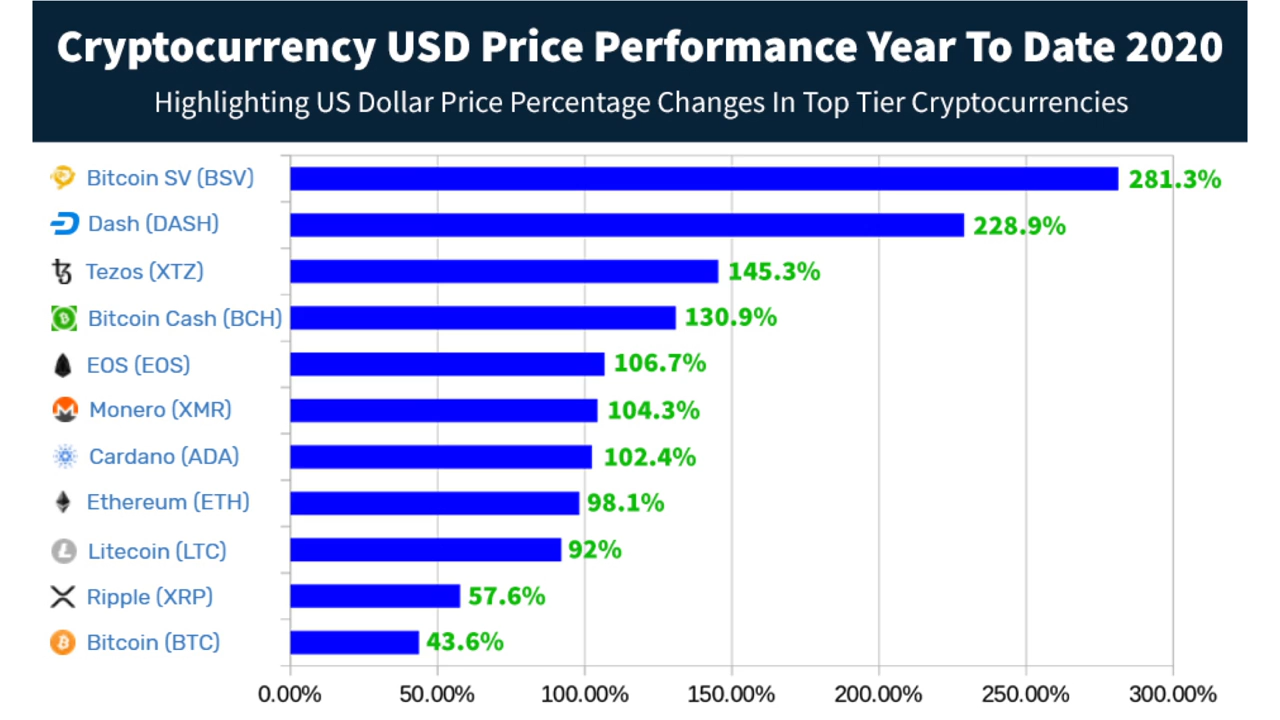 Cryptocurrency USD Price Performance Year To Date 2020
Highlighting US Dollar Price Percentage Changes In Top Tier Cryptocurrencies
Bitcoin SV (BSV) 281.3%
Dash (DASH) 228.9%
Tezos (XTZ) 145.3%
Bitcoin Cash (BCH) 130.9%
EOS (EOS) 106.7%
Monero (XMR) 104.3%
Cardano (ADA) 102.4%
Ethereum (ETH) 98.1%
Litecoin (LTC) 92%
Ripple (XRP) 57.6%
Bitcoin (BTC) 43.6%
0.00% 50.00% 100.00% 150.00% 200.00% 250.00% 300.00%